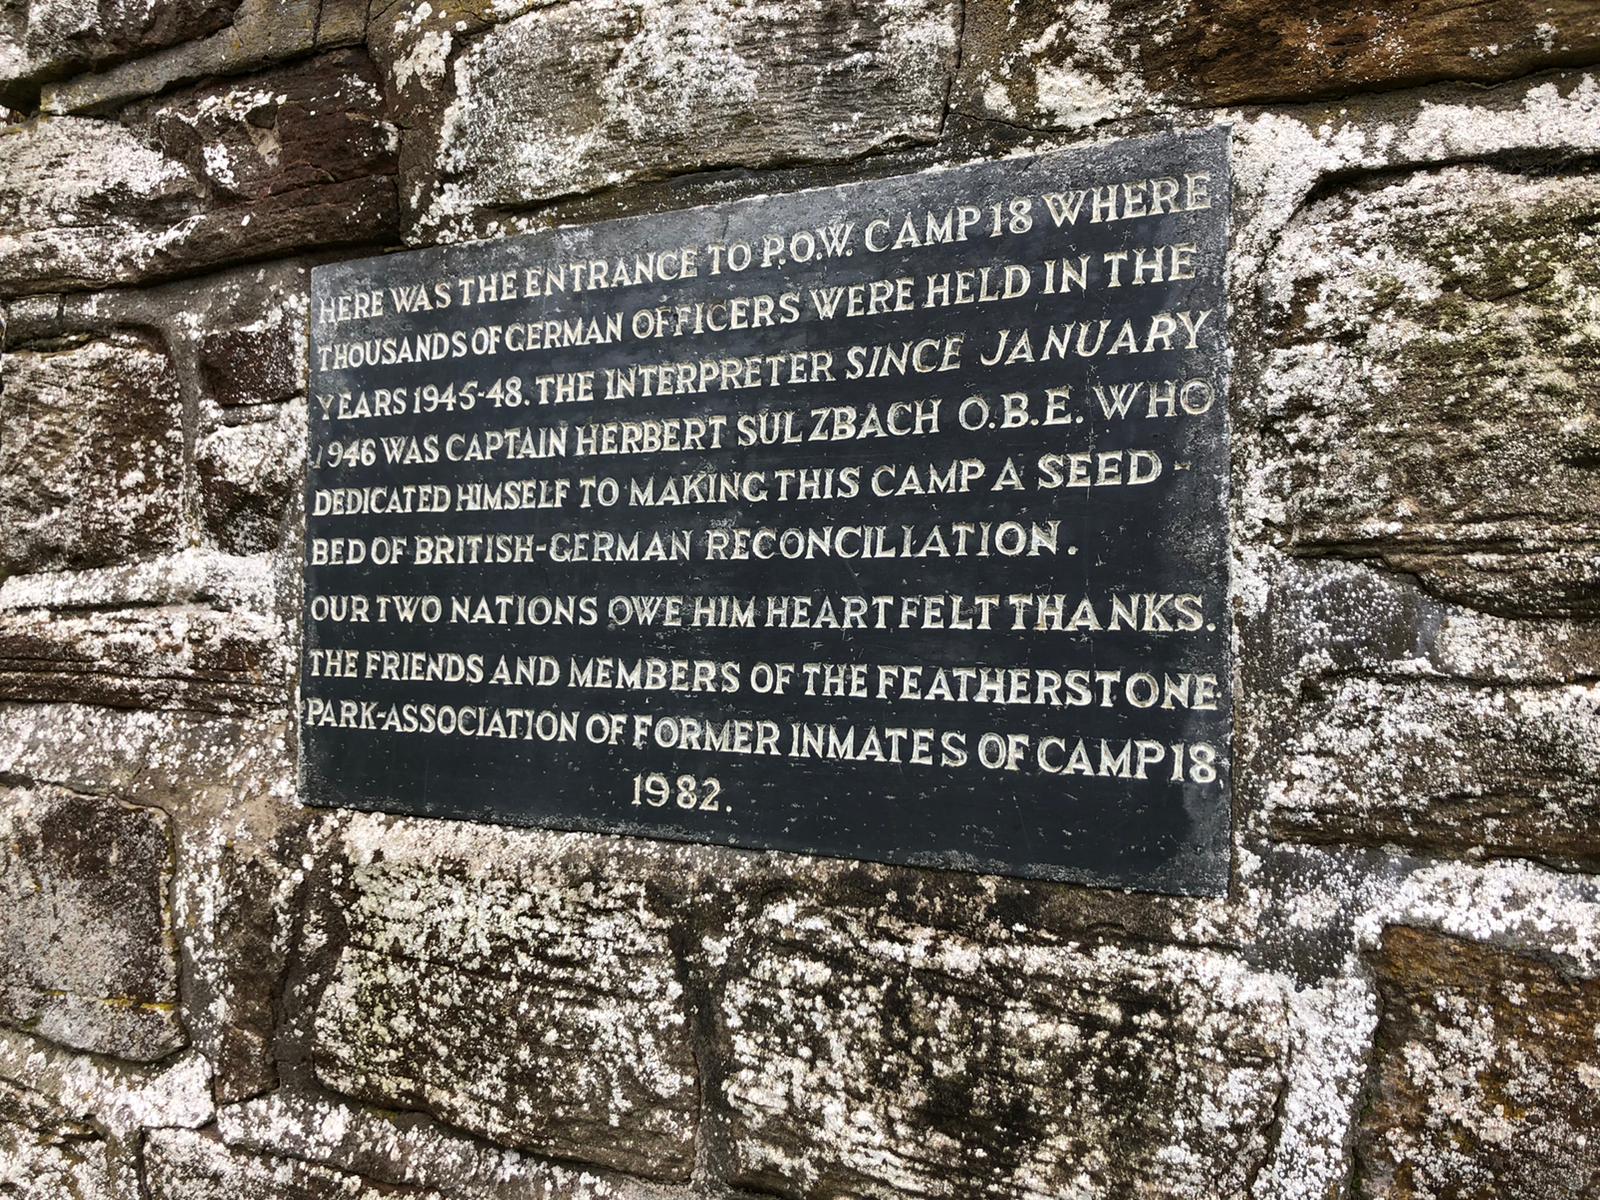 HERE WAS THE ENTRANCE TO P.O.W. CAMP 18 WHERE
THOUSANDS OF GERMAN OFFICERS WERE HELD IN THE
YEARS 1945-48. THE INTERPRETER SINCE JANUARY
1946 WAS CAPTAIN HERBERT SULZBACH O.B.E. WHO
DEDICATED HIMSELF TO MAKING THIS CAMP A SEED-
BED OF BRITISH-GERMAN RECONCILIATION.
OUR TWO NATIONS OWE HIM HEARTFELT THANKS.
THE FRIENDS AND MEMBERS OF THE FEATHERSTONE
PARK-ASSOCIATION OF FORMER INMATES OF CAMP 18
1982.